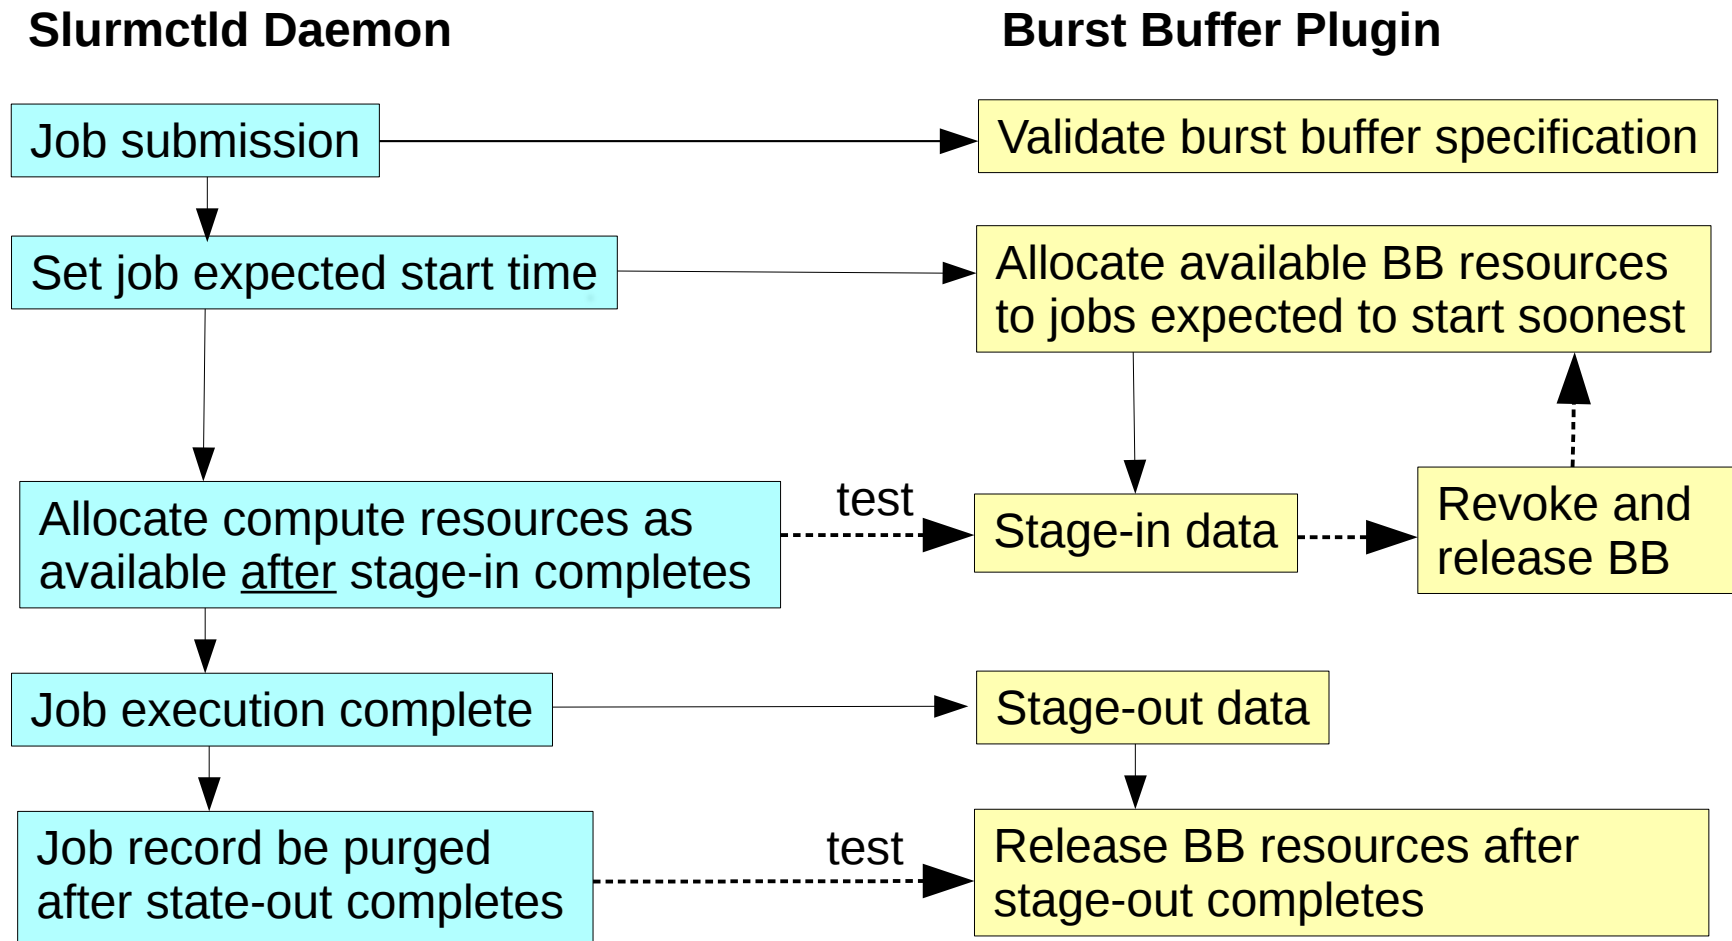 Slurmctld Daemon
Burst Buffer Plugin
Job submission
Validate burst buffer specification
Set job expected start time
Allocate available BB resources
to jobs expected to start soonest
Allocate compute resources as
available after stage-in completes
test
Stage-in data
Revoke and
release BB
Job execution complete
Stage-out data
Job record be purged
after state-out completes
test
Release BB resources after
stage-out completes